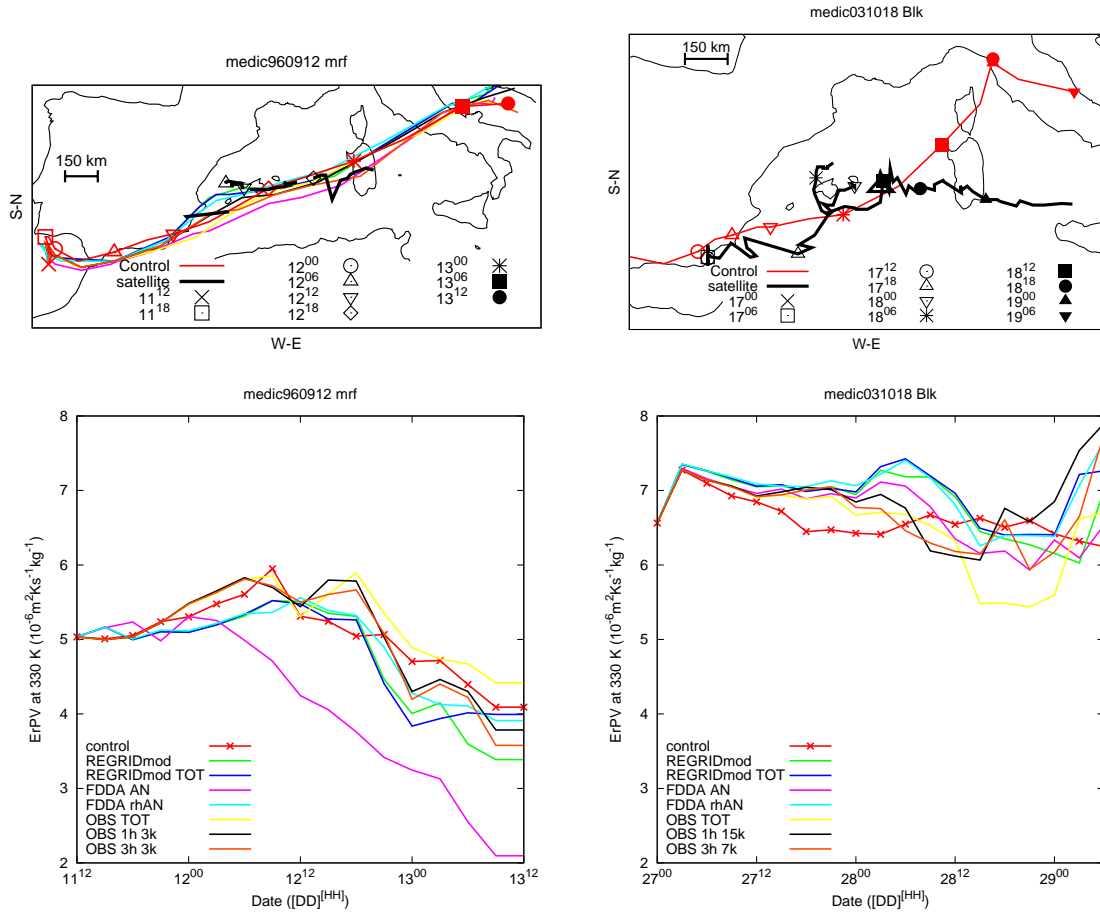 medic960912 mrf
150 km
S-N
Control
satellite
11^12
11^18
12^00
12^06
12^12
12^18
13^00
13^06
13^12
W-E
medic031018 Blk
150 km
S-N
Control
satellite
17^00
17^06
17^12
17^18
18^00
18^06
18^12
18^18
19^00
19^06
W-E
medic960912 mrf
ErPV at 330 K (10^-6m^2Ks^-1kg^-1)
8
7
6
5
4
3
2
control
REGRIDmod
REGRIDmod TOT
FDDA AN
FDDA rhAN
OBS TOT
OBS 1h 3k
OBS 3h 3k
11^12 12^00 12^12 13^00 13^12
Date ([DD]^[HH])
medic031018 Blk
ErPV at 330 K (10^-6m^2Ks^-1kg^-1)
8
7
6
5
4
3
2
control
REGRIDmod
REGRIDmod TOT
FDDA AN
FDDA rhAN
OBS TOT
OBS 1h 15k
OBS 3h 7k
27^00 27^12 28^00 28^12 29^00
Date ([DD]^[HH])